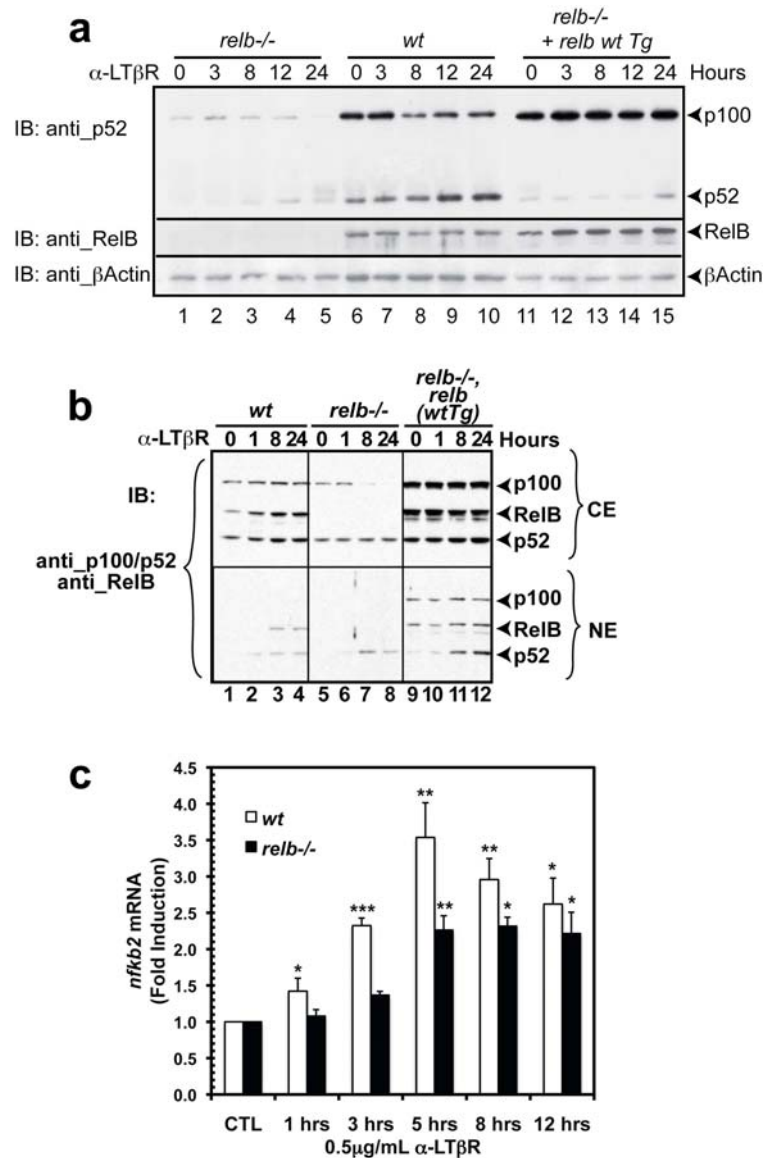 a
relb-/-
wt
relb-/-
+ relb wt Tg
α-LTβR 0 3 8 12 24 0 3 8 12 24 0 3 8 12 24 Hours
IB: anti_p52
p100
p52
IB: anti_RelB
RelB
IB: anti_βActin
βActin
1 2 3 4 5 6 7 8 9 10 11 12 13 14 15
b
wt
relb-/-
relb-/-,
relb
(wtTg)
α-LTβR 0 1 8 24 0 1 8 24 0 1 8 24 Hours
IB:
anti_p100/p52
anti_RelB
p100
RelB
p52
CE
p100
RelB
p52
NE
1 2 3 4 5 6 7 8 9 10 11 12
c
nfkb2 mRNA
(Fold Induction)
4.5
4.0
3.5
3.0
2.5
2.0
1.5
1.0
0.5
0.0
wt
relb-/-
*
***
**
**
**
*
*
*
CTL 1 hrs 3 hrs 5 hrs 8 hrs 12 hrs
0.5μg/mL α-LTβR